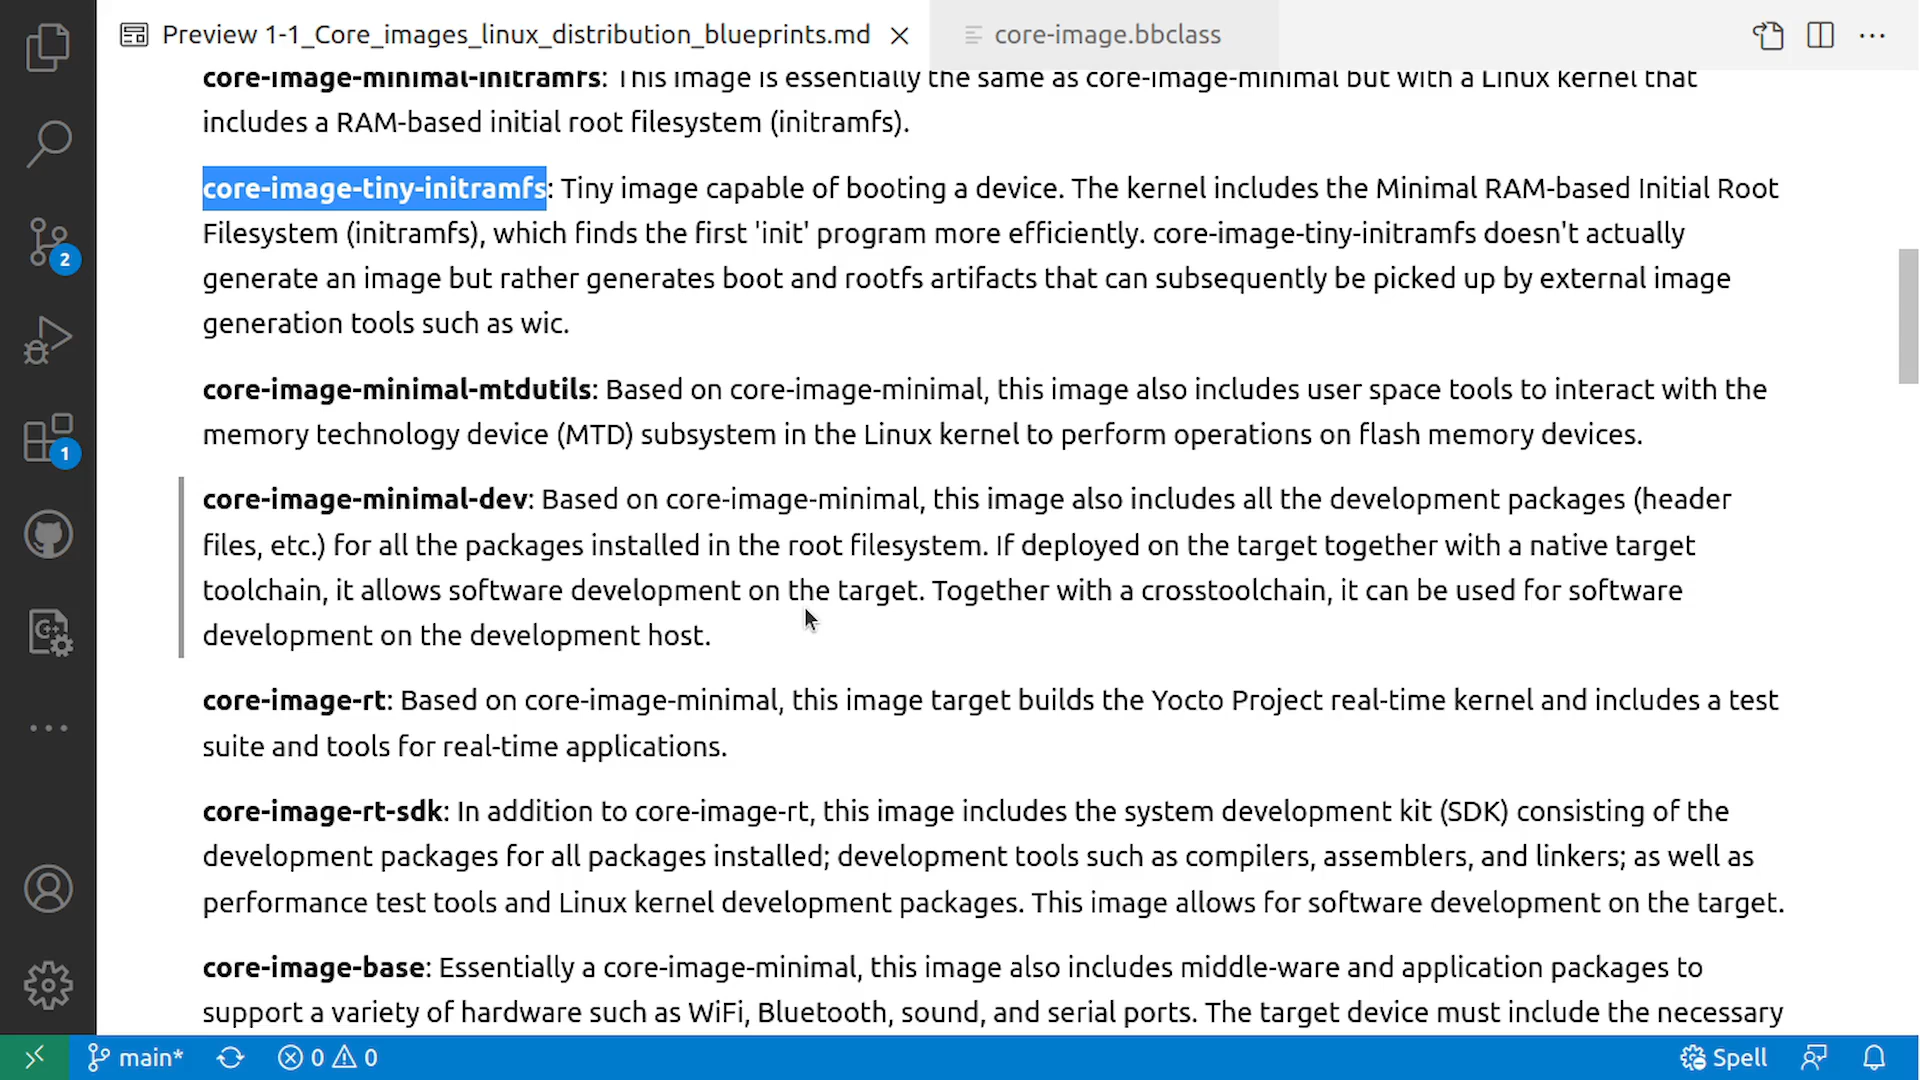 Preview 1-1_Core_images_linux_distribution_blueprints.md
core-image.bbclass
core-image-minimal-initramfs: This image is essentially the same as core-image-minimal but with a Linux kernel that
includes a RAM-based initial root filesystem (initramfs).
core-image-tiny-initramfs: Tiny image capable of booting a device. The kernel includes the Minimal RAM-based Initial Root
Filesystem (initramfs), which finds the first 'init' program more efficiently. core-image-tiny-initramfs doesn't actually
generate an image but rather generates boot and rootfs artifacts that can subsequently be picked up by external image
generation tools such as wic.
core-image-minimal-mtdutils: Based on core-image-minimal, this image also includes user space tools to interact with the
memory technology device (MTD) subsystem in the Linux kernel to perform operations on flash memory devices.
core-image-minimal-dev: Based on core-image-minimal, this image also includes all the development packages (header
files, etc.) for all the packages installed in the root filesystem. If deployed on the target together with a native target
toolchain, it allows software development on the target. Together with a crosstoolchain, it can be used for software
development on the development host.
core-image-rt: Based on core-image-minimal, this image target builds the Yocto Project real-time kernel and includes a test
suite and tools for real-time applications.
core-image-rt-sdk: In addition to core-image-rt, this image includes the system development kit (SDK) consisting of the
development packages for all packages installed; development tools such as compilers, assemblers, and linkers; as well as
performance test tools and Linux kernel development packages. This image allows for software development on the target.
core-image-base: Essentially a core-image-minimal, this image also includes middle-ware and application packages to
support a variety of hardware such as WiFi, Bluetooth, sound, and serial ports. The target device must include the necessary
2
1
C++
main*
0
0
Spell